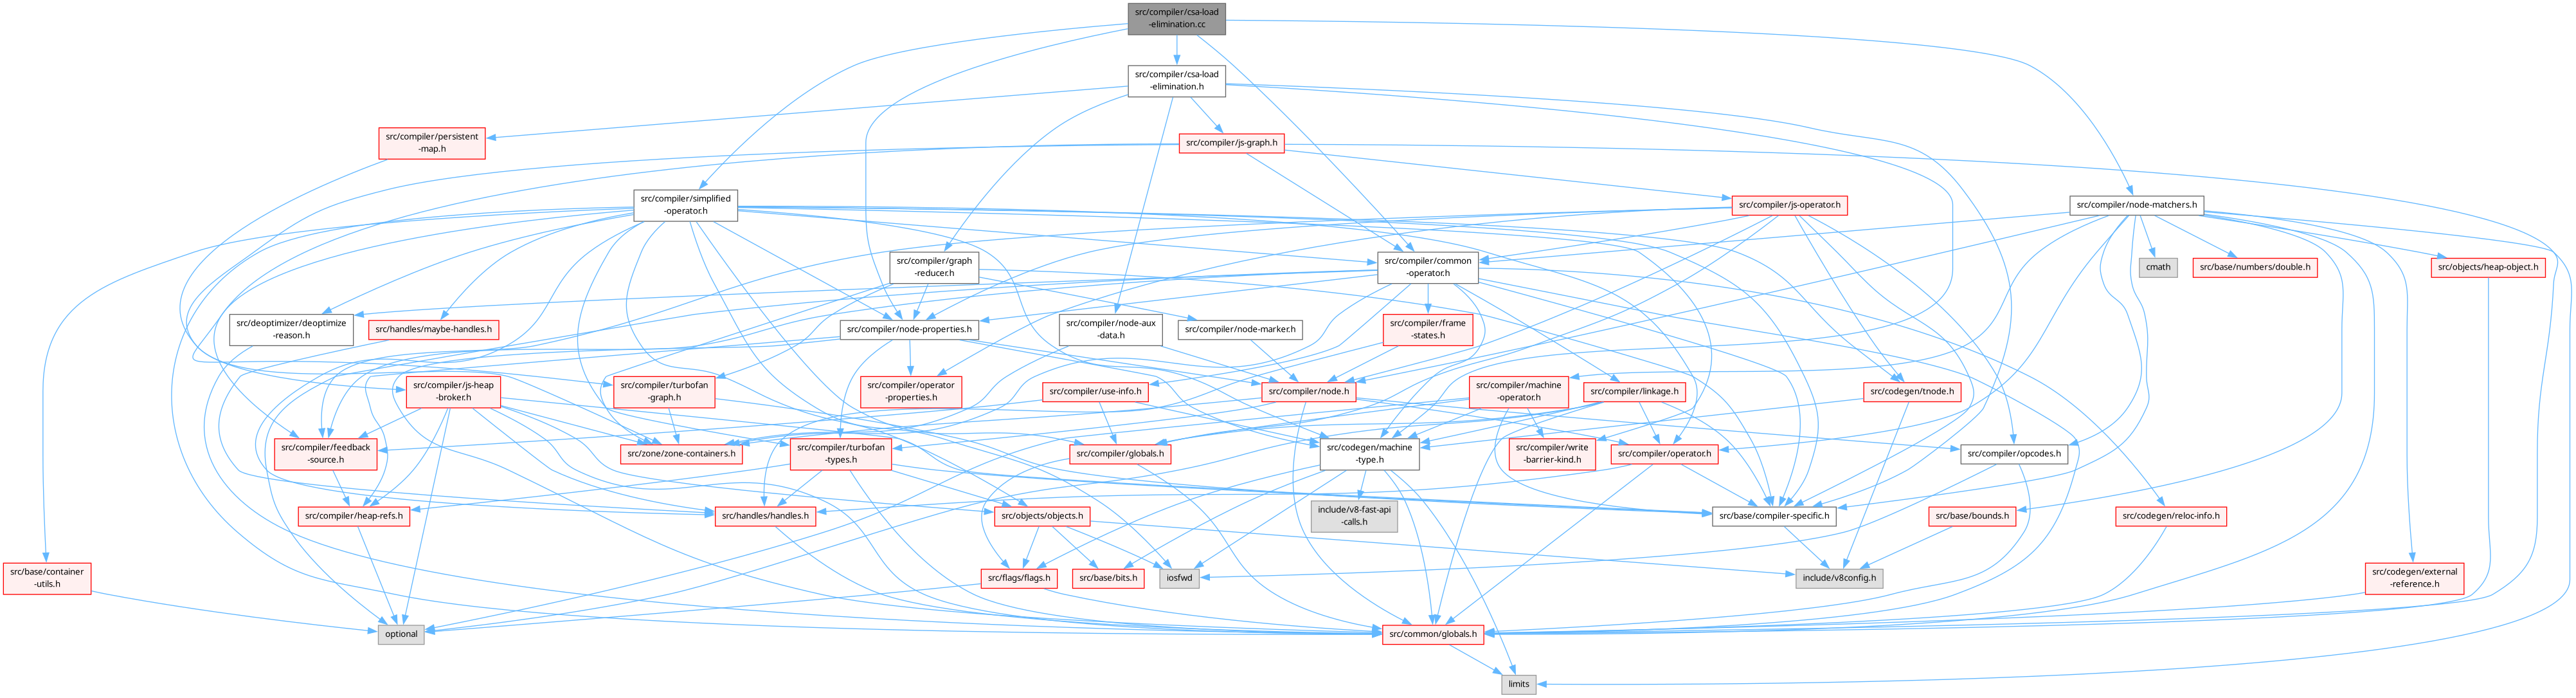 src/compiler/csa-load
-elimination.cc
src/compiler/csa-load
-elimination.h
src/compiler/persistent
-map.h
src/compiler/js-graph.h
src/compiler/simplified
-operator.h
src/compiler/js-operator.h
src/compiler/node-matchers.h
src/compiler/graph
-reducer.h
src/compiler/common
-operator.h
cmath
src/base/numbers/double.h
src/objects/heap-object.h
src/deoptimizer/deoptimize
-reason.h
src/handles/maybe-handles.h
src/compiler/node-properties.h
src/compiler/node-aux
-data.h
src/compiler/node-marker.h
src/compiler/frame
-states.h
src/compiler/js-heap
-broker.h
src/compiler/turbofan
-graph.h
src/compiler/operator
-properties.h
src/compiler/use-info.h
src/compiler/node.h
src/compiler/machine
-operator.h
src/compiler/linkage.h
src/codegen/tnode.h
src/compiler/feedback
-source.h
src/zone/zone-containers.h
src/compiler/turbofan
-types.h
src/compiler/globals.h
src/codegen/machine
-type.h
src/compiler/write
-barrier-kind.h
src/compiler/operator.h
src/compiler/opcodes.h
src/compiler/heap-refs.h
src/handles/handles.h
src/objects/objects.h
include/v8-fast-api
-calls.h
src/base/compiler-specific.h
src/base/bounds.h
src/codegen/reloc-info.h
src/base/container
-utils.h
src/flags/flags.h
src/base/bits.h
iosfwd
include/v8config.h
src/codegen/external
-reference.h
optional
src/common/globals.h
limits